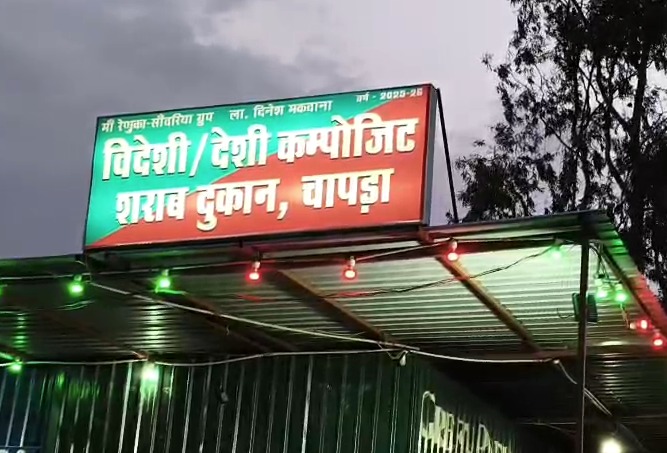 माँ रेणुका-साँवरिया ग्रुप ला. दिनेश मकवाना वर्ष - 2025-26
विदेशी/देशी कम्पोजिट
शराब दुकान, चापड़ा